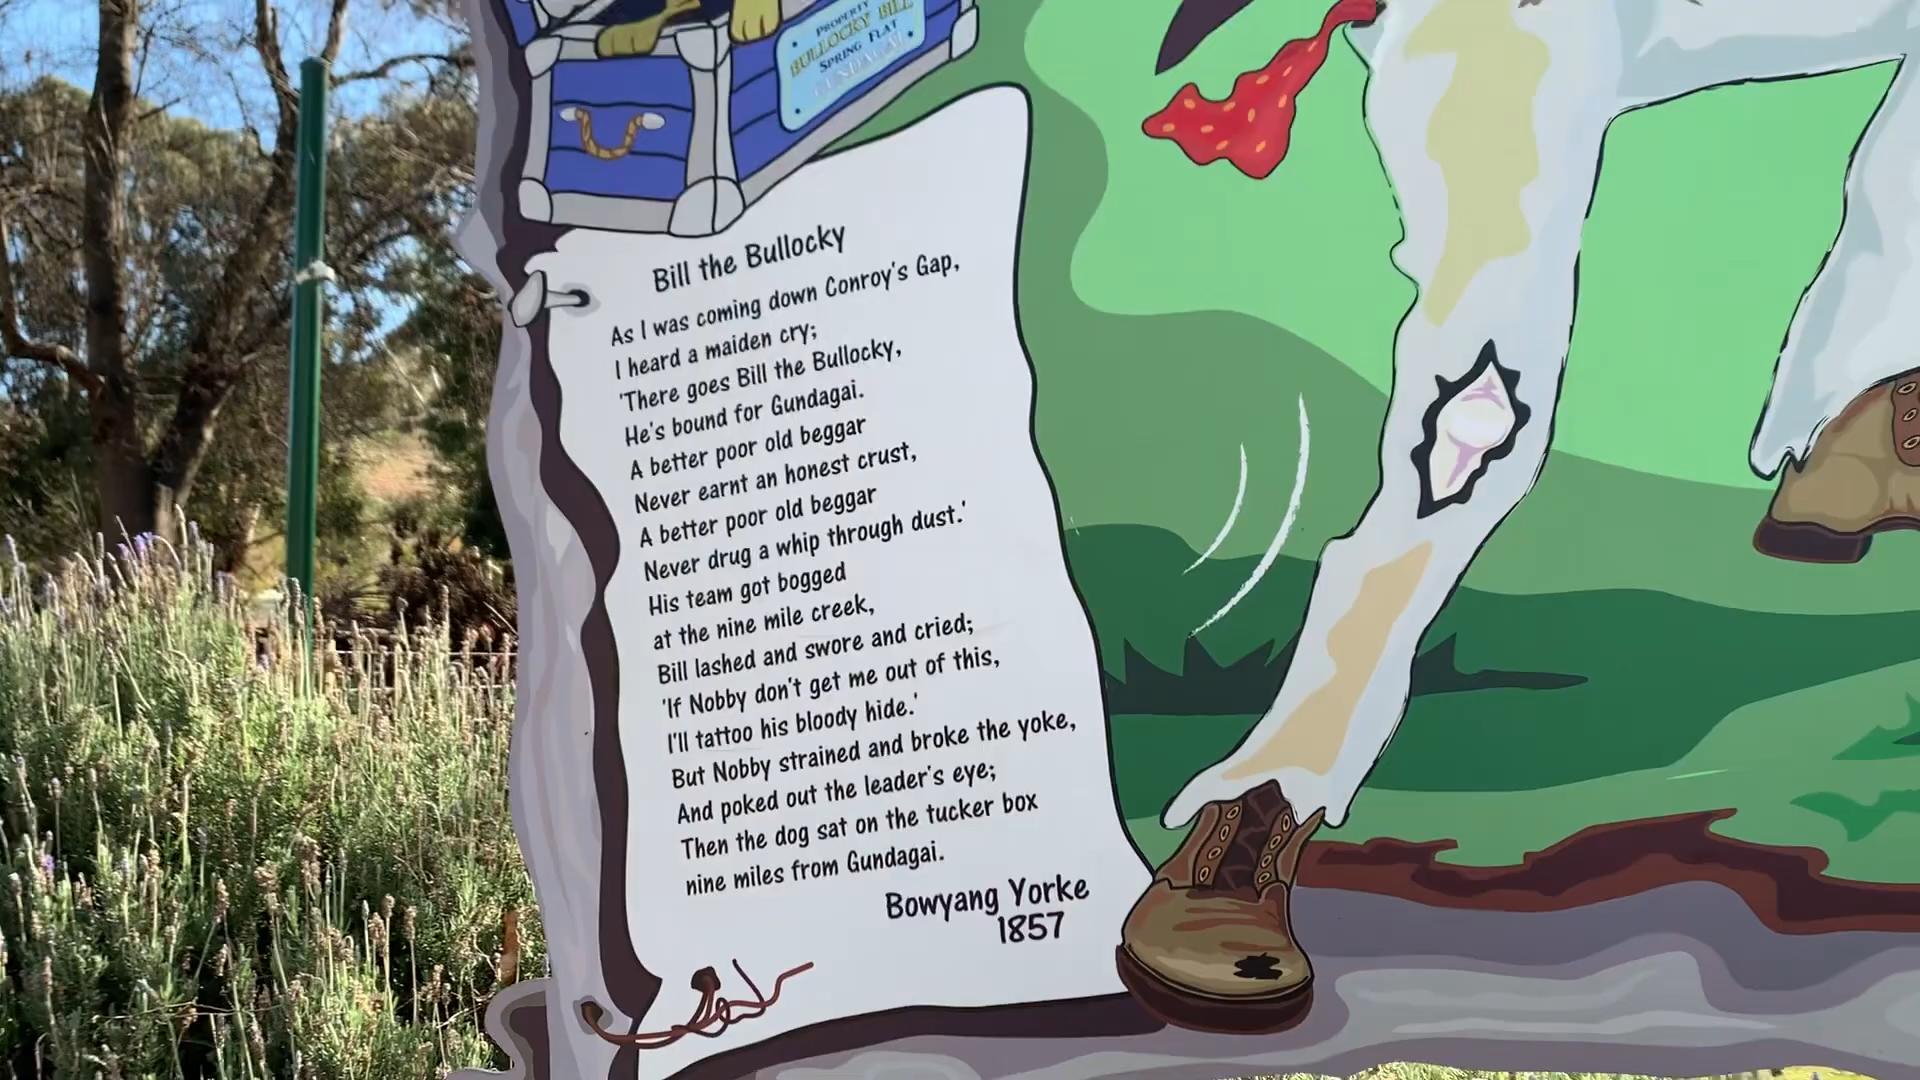 PROPERTY
BULLOCKY BILL
SPRING FLAT
GUNDAGAI
Bill the Bullocky
As I was coming down Conroy's Gap,
I heard a maiden cry;
'There goes Bill the Bullocky,
He's bound for Gundagai.
A better poor old beggar
Never earnt an honest crust,
A better poor old beggar
Never drug a whip through dust.'
His team got bogged
at the nine mile creek,
Bill lashed and swore and cried;
'If Nobby don't get me out of this,
I'll tattoo his bloody hide.'
But Nobby strained and broke the yoke,
And poked out the leader's eye;
Then the dog sat on the tucker box
nine miles from Gundagai.
Bowyang Yorke
1857